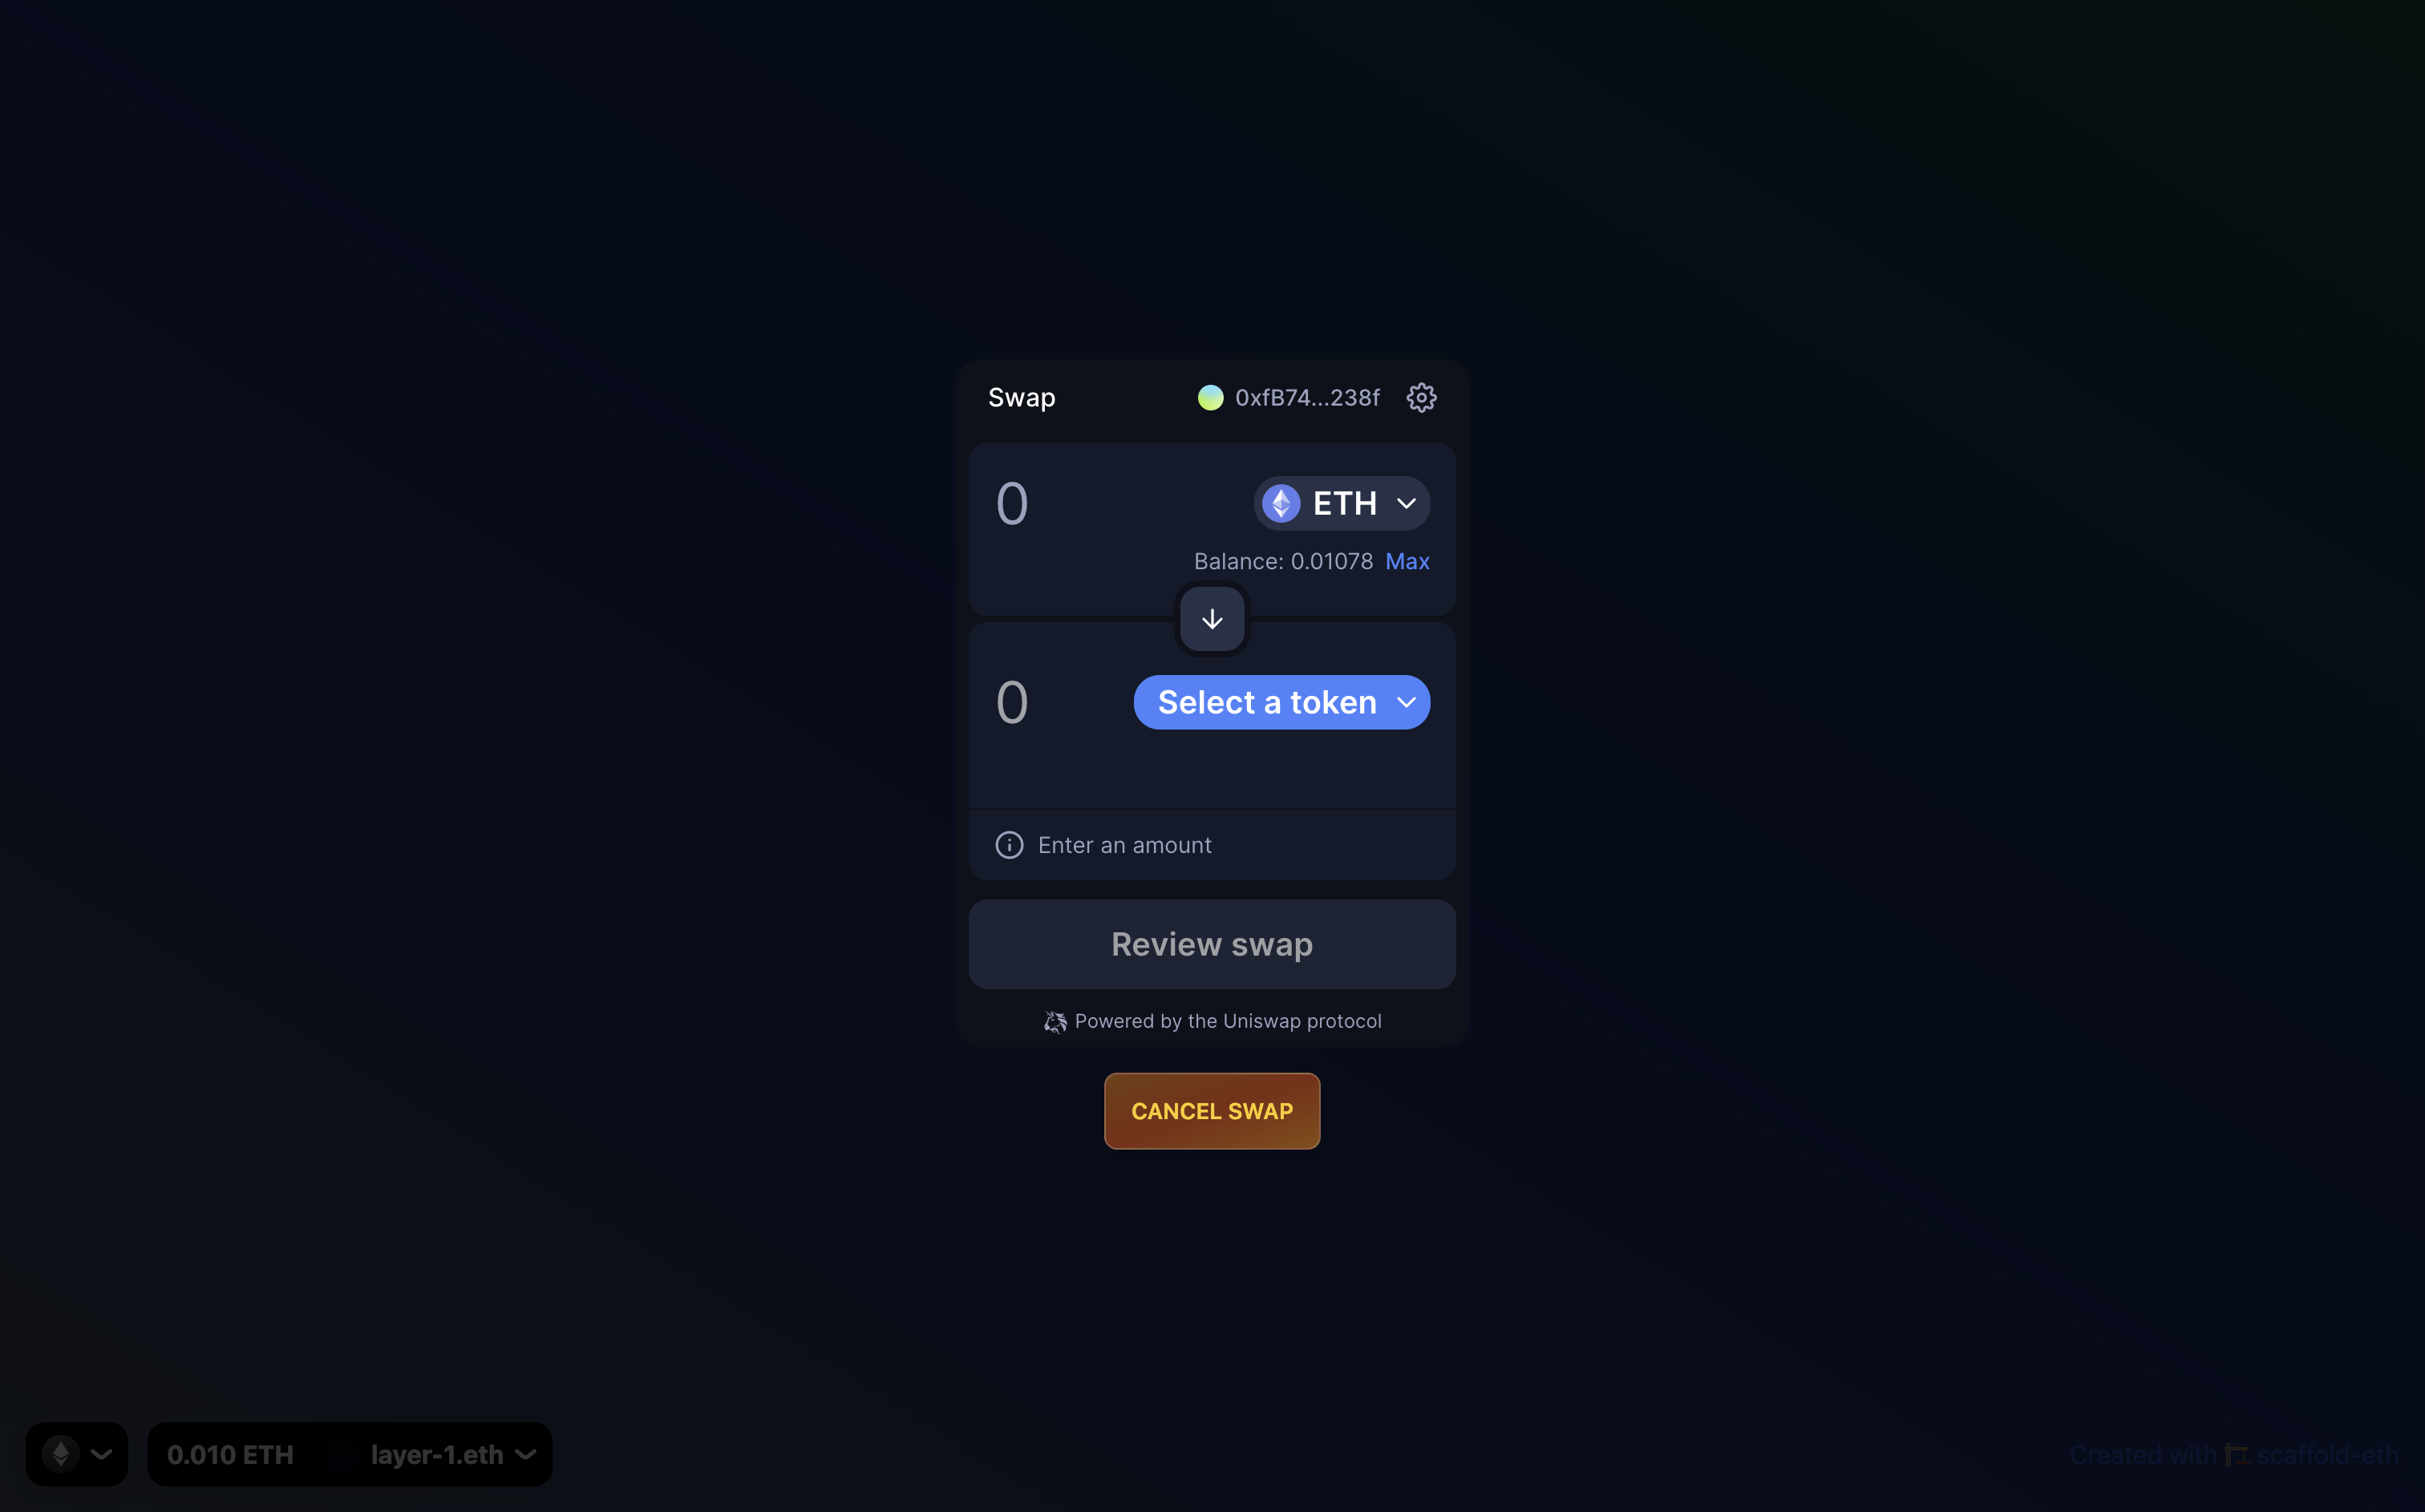 Swap
0xfB74...238f
0
ETH
Balance: 0.01078 Max
0
Select a token
Enter an amount
Review swap
Powered by the Uniswap protocol
CANCEL SWAP
0.010 ETH
layer-1.eth
Created with scaffold-eth